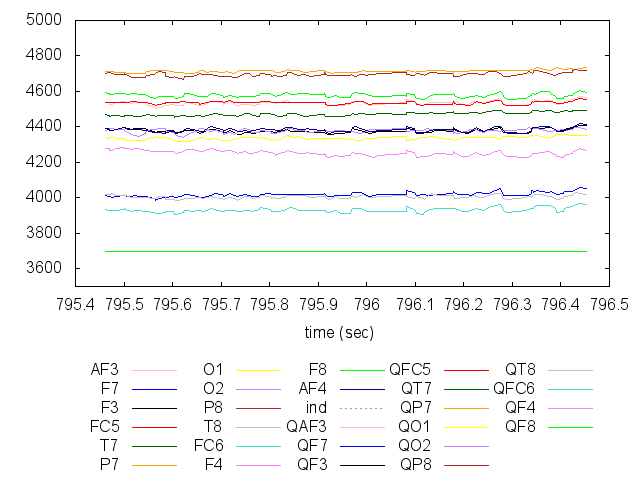 5000
4800
4600
4400
4200
4000
3800
3600
795.4 795.5 795.6 795.7 795.8 795.9 796 796.1 796.2 796.3 796.4 796.5
time (sec)
AF3 O1 F8 QFC5 QT8
F7 O2 AF4 QT7 QFC6
F3 P8 ind QP7 QF4
FC5 T8 QAF3 QO1 QF8
T7 FC6 QF7 QO2
P7 F4 QF3 QP8